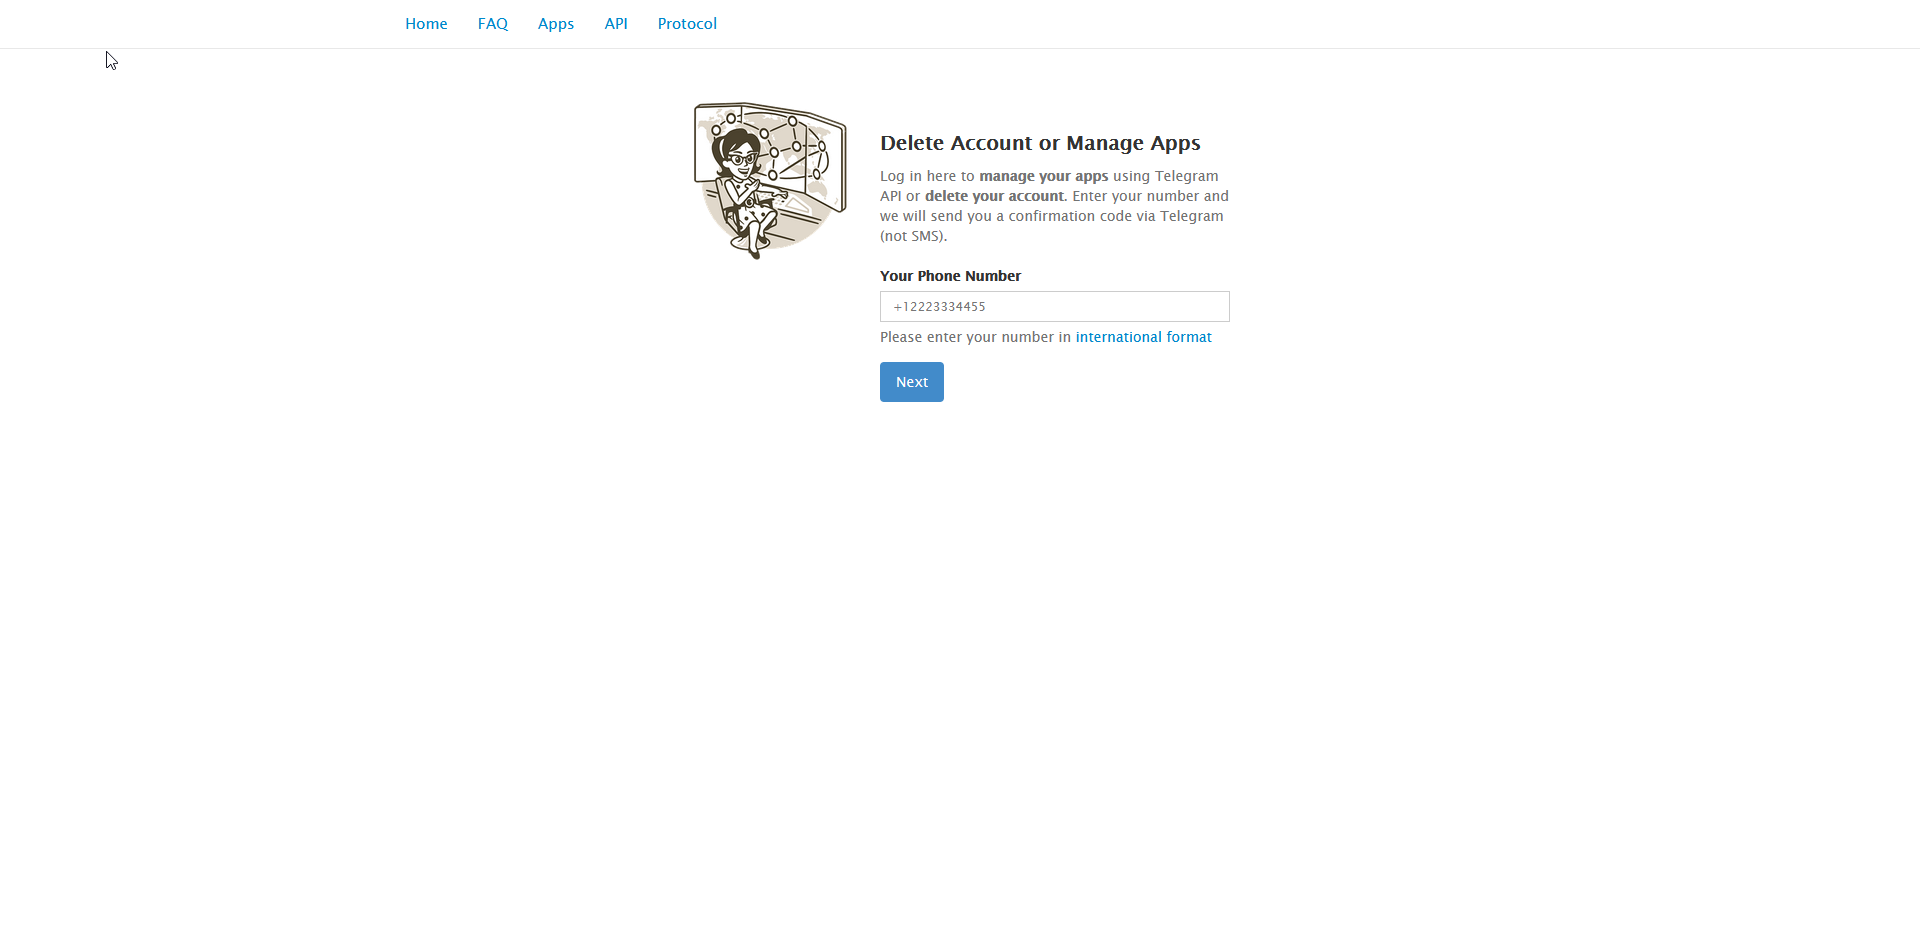 Home FAQ Apps API Protocol
Delete Account or Manage Apps
Log in here to manage your apps using Telegram
API or delete your account. Enter your number and
we will send you a confirmation code via Telegram
(not SMS).
Your Phone Number
+12223334455
Please enter your number in international format
Next